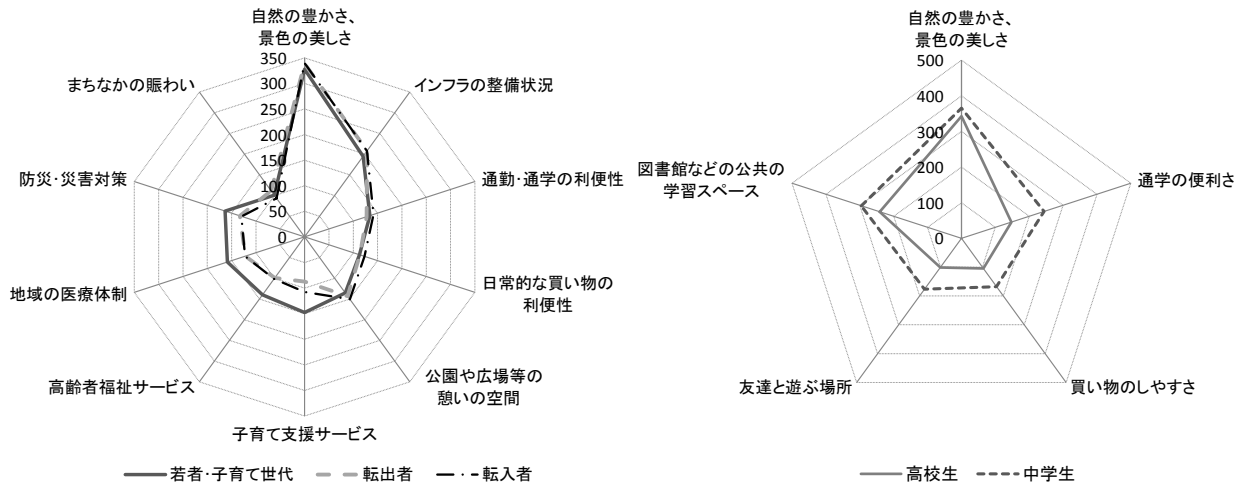 自然の豊かさ、
景色の美しさ
インフラの整備状況
通勤・通学の利便性
日常的な買い物の
利便性
公園や広場等の
憩いの空間
子育て支援サービス
高齢者福祉サービス
地域の医療体制
防災・災害対策
まちなかの賑わい
350
300
250
200
150
100
50
0
若者・子育て世代
転出者
転入者
自然の豊かさ、
景色の美しさ
通学の便利さ
買い物のしやすさ
友達と遊ぶ場所
図書館などの公共の
学習スペース
500
400
300
200
100
0
高校生
中学生